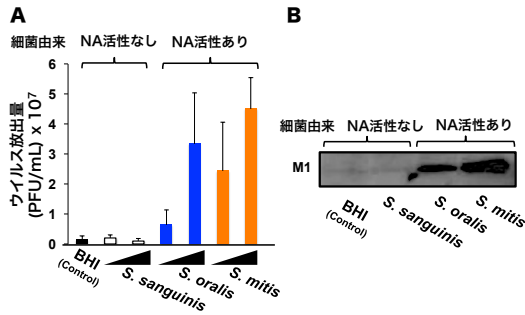 A
細菌由来 NA活性なし NA活性あり
ウイルス放出量
(PFU/mL) x 10⁷
6
5
4
3
2
1
0
BHI
(Control)
S. sanguinis
S. oralis
S. mitis
B
細菌由来 NA活性なし NA活性あり
M1
BHI
(Control)
S. sanguinis
S. oralis
S. mitis